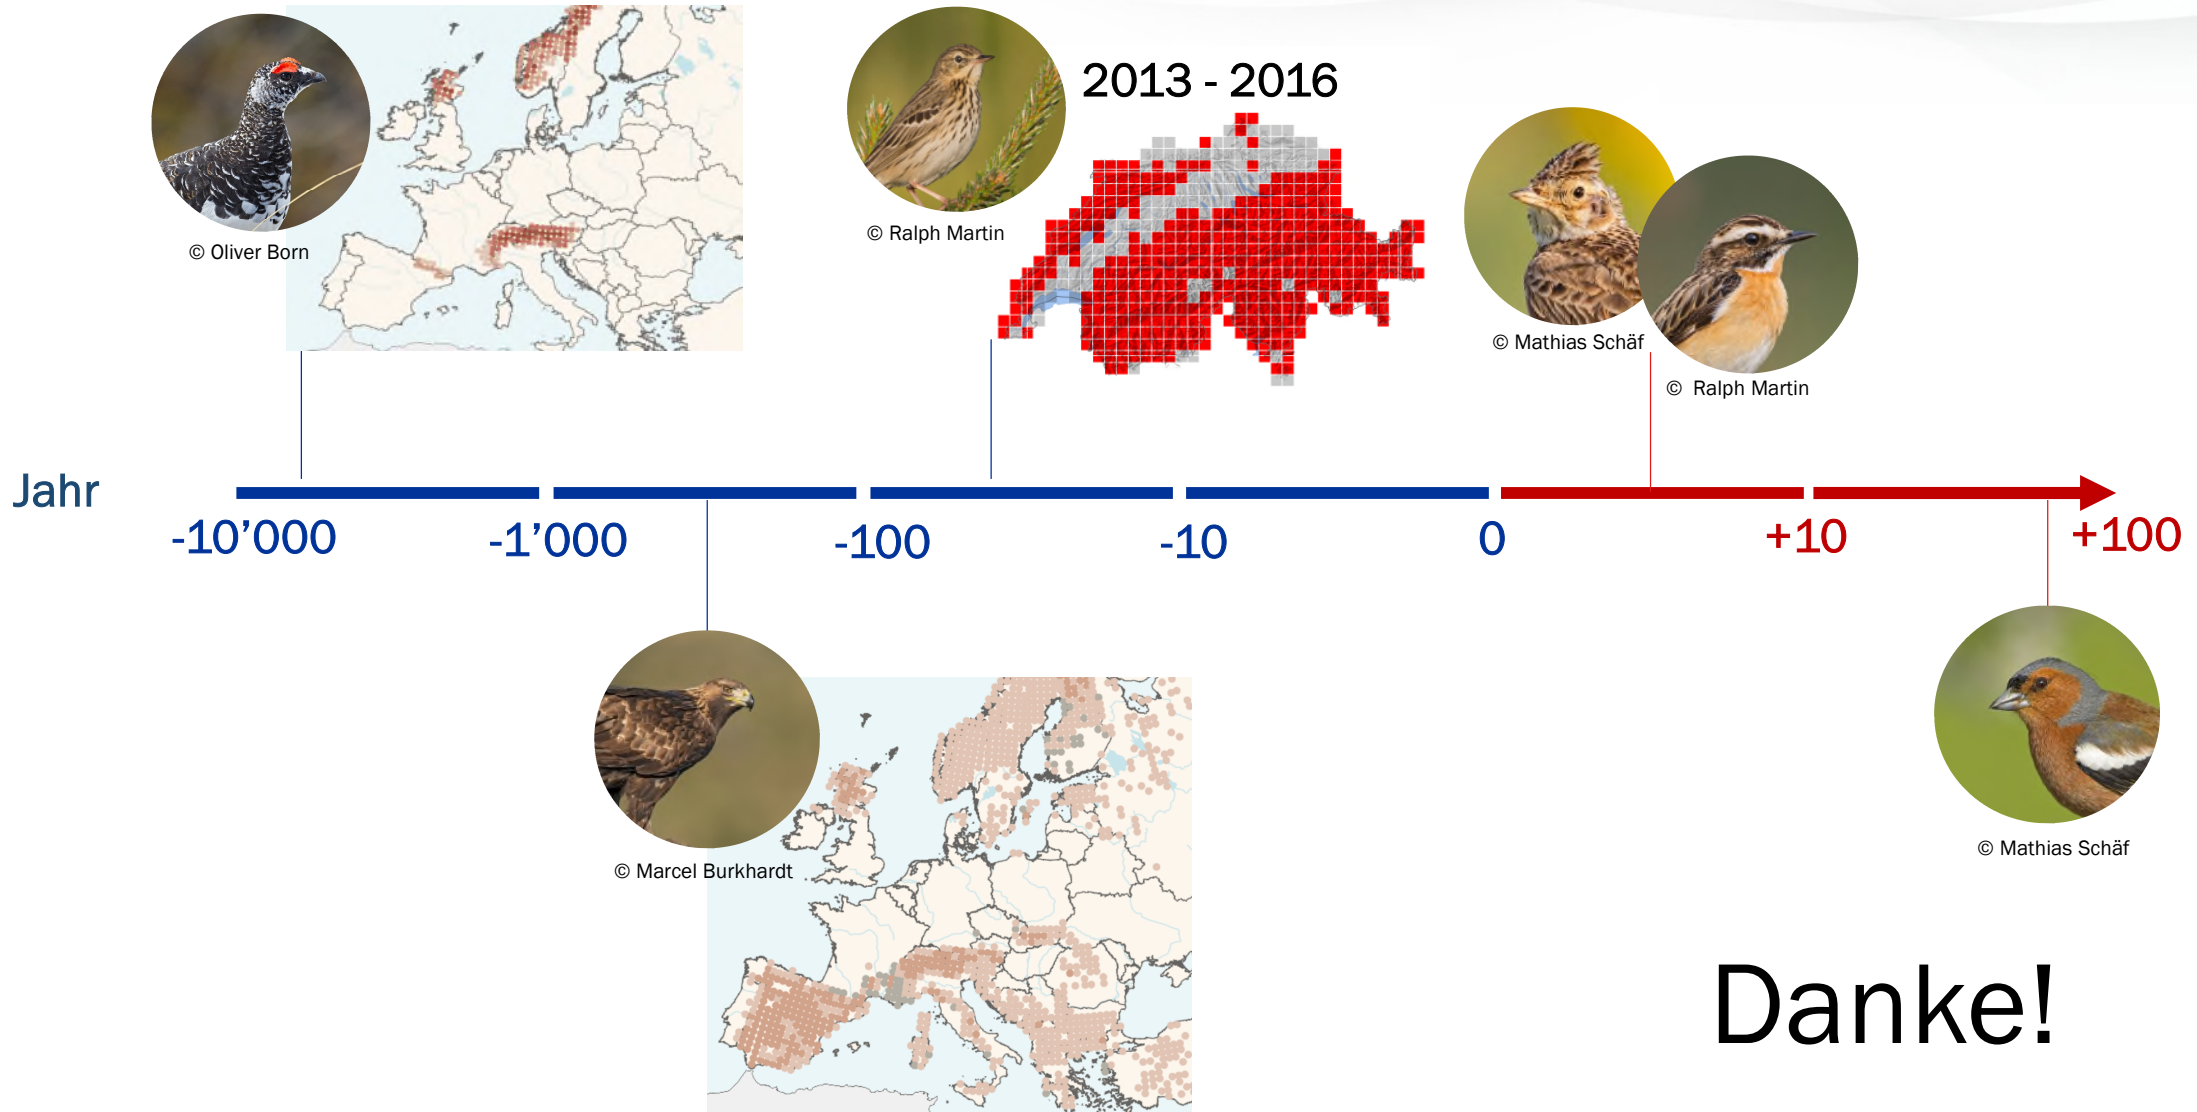 2013 - 2016
© Oliver Born
© Ralph Martin
© Mathias Schäf
© Ralph Martin
Jahr
-10’000
-1’000
-100
-10
0
+10
+100
© Marcel Burkhardt
© Mathias Schäf
Danke!